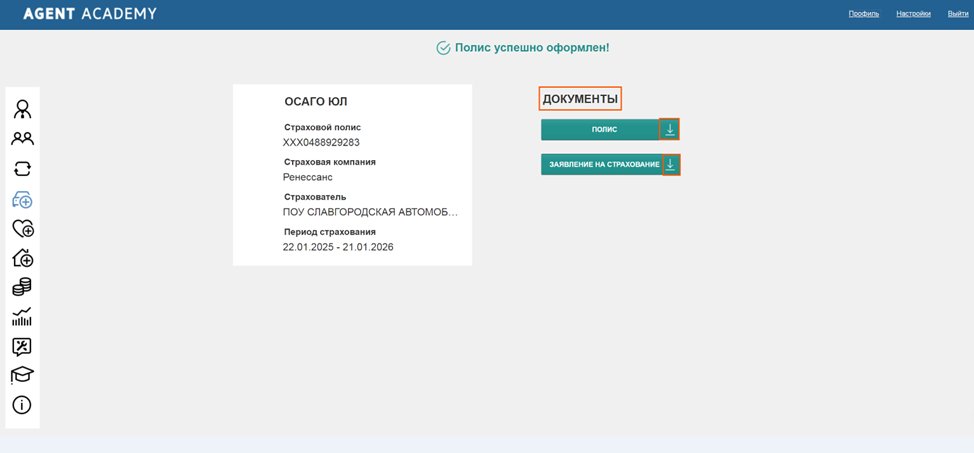 AGENT ACADEMY
Профиль Настройки Выйти
Полис успешно оформлен!
ОСАГО ЮЛ
Страховой полис
XXX0488929283
Страховая компания
Ренессанс
Страхователь
ПОУ СЛАВГОРОДСКАЯ АВТОМОБ...
Период страхования
22.01.2025 - 21.01.2026
ДОКУМЕНТЫ
ПОЛИС
ЗАЯВЛЕНИЕ НА СТРАХОВАНИЕ